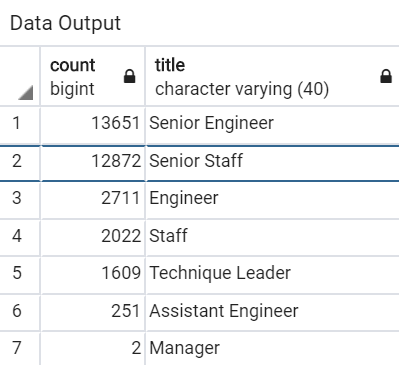 Data Output
count title
bigint character varying (40)
1 13651 Senior Engineer
2 12872 Senior Staff
3 2711 Engineer
4 2022 Staff
5 1609 Technique Leader
6 251 Assistant Engineer
7 2 Manager